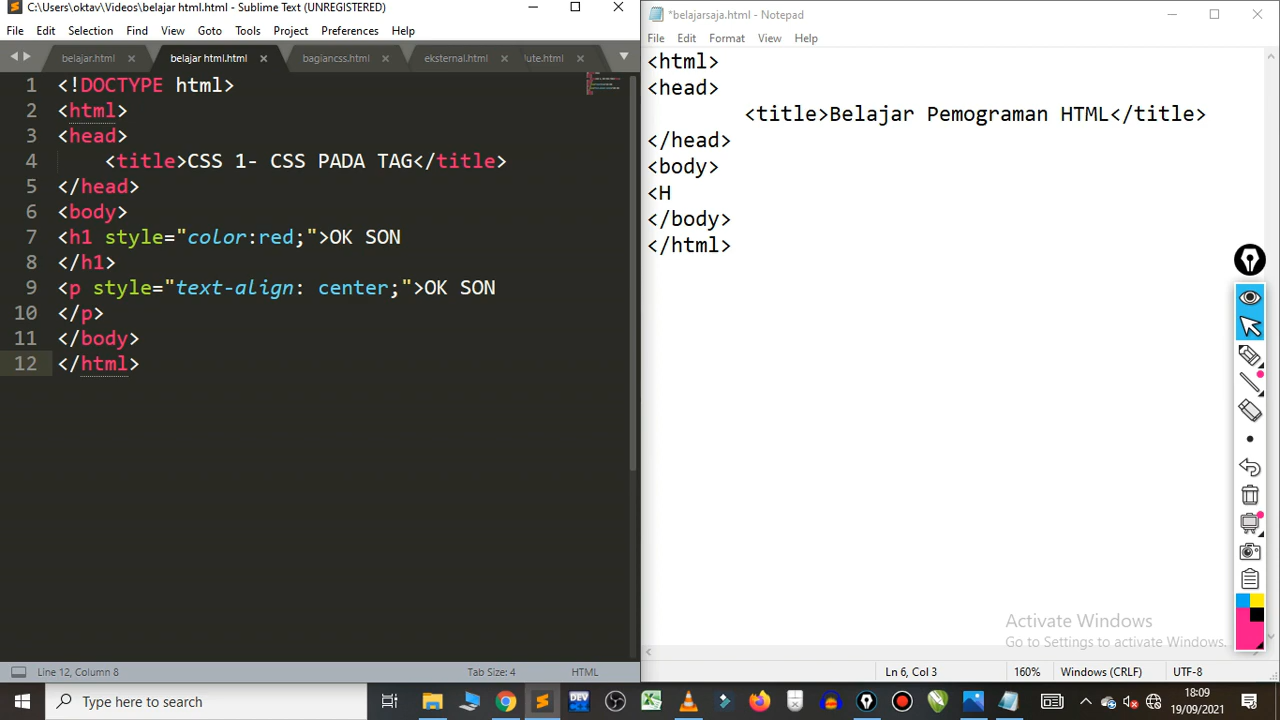 C:\Users\oktav\Videos\belajar html.html - Sublime Text (UNREGISTERED)
File Edit Selection Find View Goto Tools Project Preferences Help
belajar.html belajar html.html bagiancss.html eksternal.html ute.html
1 <!DOCTYPE html>
2 <html>
3 <head>
4 <title>CSS 1- CSS PADA TAG</title>
5 </head>
6 <body>
7 <h1 style="color:red;">OK SON
8 </h1>
9 <p style="text-align: center;">OK SON
10 </p>
11 </body>
12 </html>
Line 12, Column 8 Tab Size: 4 HTML
*belajarsaja.html - Notepad
File Edit Format View Help
<html>
<head>
<title>Belajar Pemograman HTML</title>
</head>
<body>
<H
</body>
</html>
Activate Windows
Go to Settings to activate Windows.
Ln 6, Col 3 160% Windows (CRLF) UTF-8
Type here to search
DEV
18:09
19/09/2021